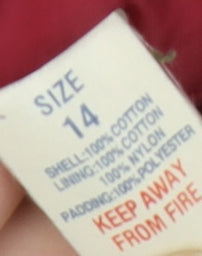 SIZE
14
SHELL:100%COTTON
LINING:100%COTTON
100%NYLON
PADDING:100%POLYESTER
KEEP AWAY
FROM FIRE